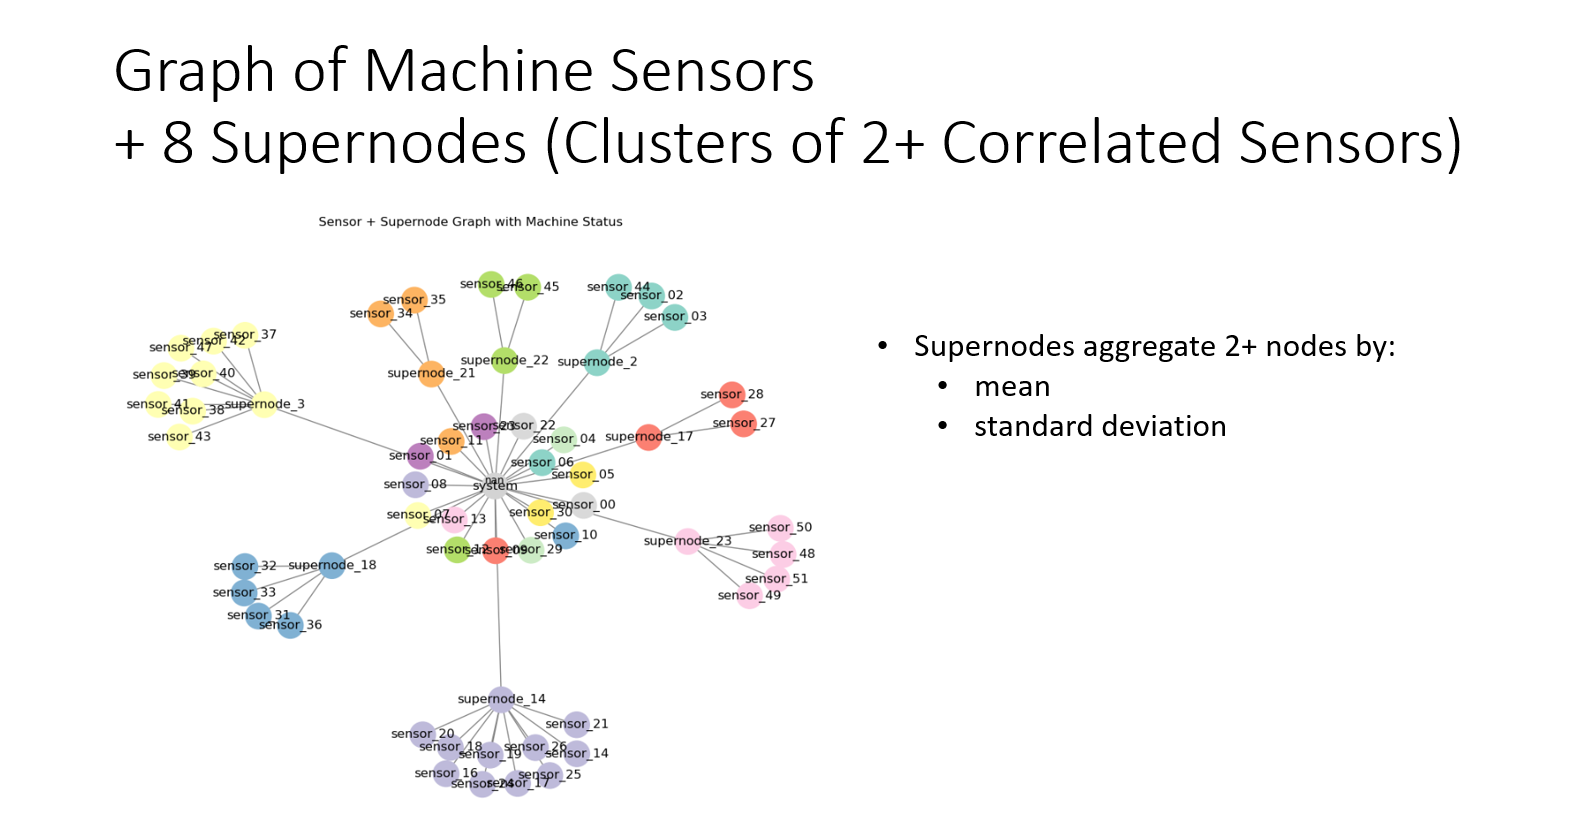 Graph of Machine Sensors
+ 8 Supernodes (Clusters of 2+ Correlated Sensors)
Sensor + Supernode Graph with Machine Status
sensor_46
sensor_45
sensor_44
sensor_02
sensor_03
sensor_35
sensor_34
sensor_37
sensor_42
sensor_47
sensor_39
sensor_40
sensor_41
sensor_38
sensor_43
supernode_3
supernode_21
supernode_22
supernode_2
sensor_28
sensor_27
supernode_17
sensor_23
sensor_22
sensor_11
sensor_04
sensor_01
sensor_06
sensor_05
sensor_08
nan
system
sensor_00
sensor_07
sensor_13
sensor_30
sensor_10
sensor_12
sensor_09
sensor_29
supernode_23
sensor_50
sensor_48
sensor_51
sensor_49
sensor_32
supernode_18
sensor_33
sensor_31
sensor_36
supernode_14
sensor_20
sensor_21
sensor_18
sensor_26
sensor_19
sensor_14
sensor_16
sensor_25
sensor_24
sensor_17
• Supernodes aggregate 2+ nodes by:
• mean
• standard deviation